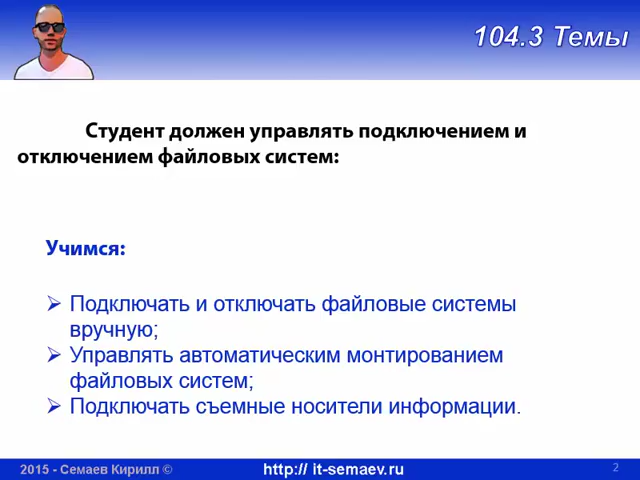 104.3 Темы
Студент должен управлять подключением и
отключением файловых систем:
Учимся:
➢ Подключать и отключать файловые системы
вручную;
➢ Управлять автоматическим монтированием
файловых систем;
➢ Подключать съемные носители информации.
2015 - Семаев Кирилл ©
http:// it-semaev.ru
2